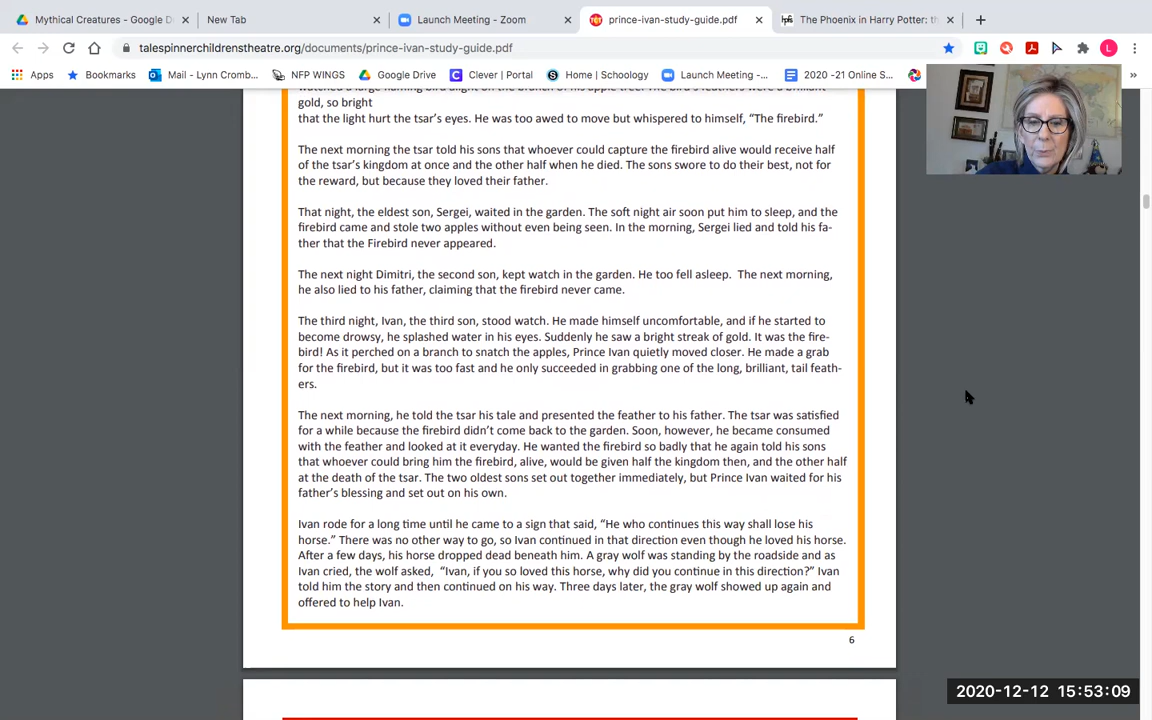 Mythical Creatures - Google D
New Tab
Launch Meeting - Zoom
prince-ivan-study-guide.pdf
The Phoenix in Harry Potter: th
talespinnerchildrenstheatre.org/documents/prince-ivan-study-guide.pdf
L
Apps
Bookmarks
Mail - Lynn Cromb...
NFP WINGS
Google Drive
Clever | Portal
Home | Schoology
Launch Meeting -...
2020 -21 Online S...
»
gold, so bright
that the light hurt the tsar's eyes. He was too awed to move but whispered to himself, “The firebird.”
The next morning the tsar told his sons that whoever could capture the firebird alive would receive half
of the tsar's kingdom at once and the other half when he died. The sons swore to do their best, not for
the reward, but because they loved their father.
That night, the eldest son, Sergei, waited in the garden. The soft night air soon put him to sleep, and the
firebird came and stole two apples without even being seen. In the morning, Sergei lied and told his fa-
ther that the Firebird never appeared.
The next night Dimitri, the second son, kept watch in the garden. He too fell asleep.  The next morning,
he also lied to his father, claiming that the firebird never came.
The third night, Ivan, the third son, stood watch. He made himself uncomfortable, and if he started to
become drowsy, he splashed water in his eyes. Suddenly he saw a bright streak of gold. It was the fire-
bird! As it perched on a branch to snatch the apples, Prince Ivan quietly moved closer. He made a grab
for the firebird, but it was too fast and he only succeeded in grabbing one of the long, brilliant, tail feath-
ers.
The next morning, he told the tsar his tale and presented the feather to his father. The tsar was satisfied
for a while because the firebird didn't come back to the garden. Soon, however, he became consumed
with the feather and looked at it everyday. He wanted the firebird so badly that he again told his sons
that whoever could bring him the firebird, alive, would be given half the kingdom then, and the other half
at the death of the tsar. The two oldest sons set out together immediately, but Prince Ivan waited for his
father's blessing and set out on his own.
Ivan rode for a long time until he came to a sign that said, “He who continues this way shall lose his
horse.” There was no other way to go, so Ivan continued in that direction even though he loved his horse.
After a few days, his horse dropped dead beneath him. A gray wolf was standing by the roadside and as
Ivan cried, the wolf asked,  “Ivan, if you so loved this horse, why did you continue in this direction?” Ivan
told him the story and then continued on his way. Three days later, the gray wolf showed up again and
offered to help Ivan.
6
2020-12-12 15:53:09